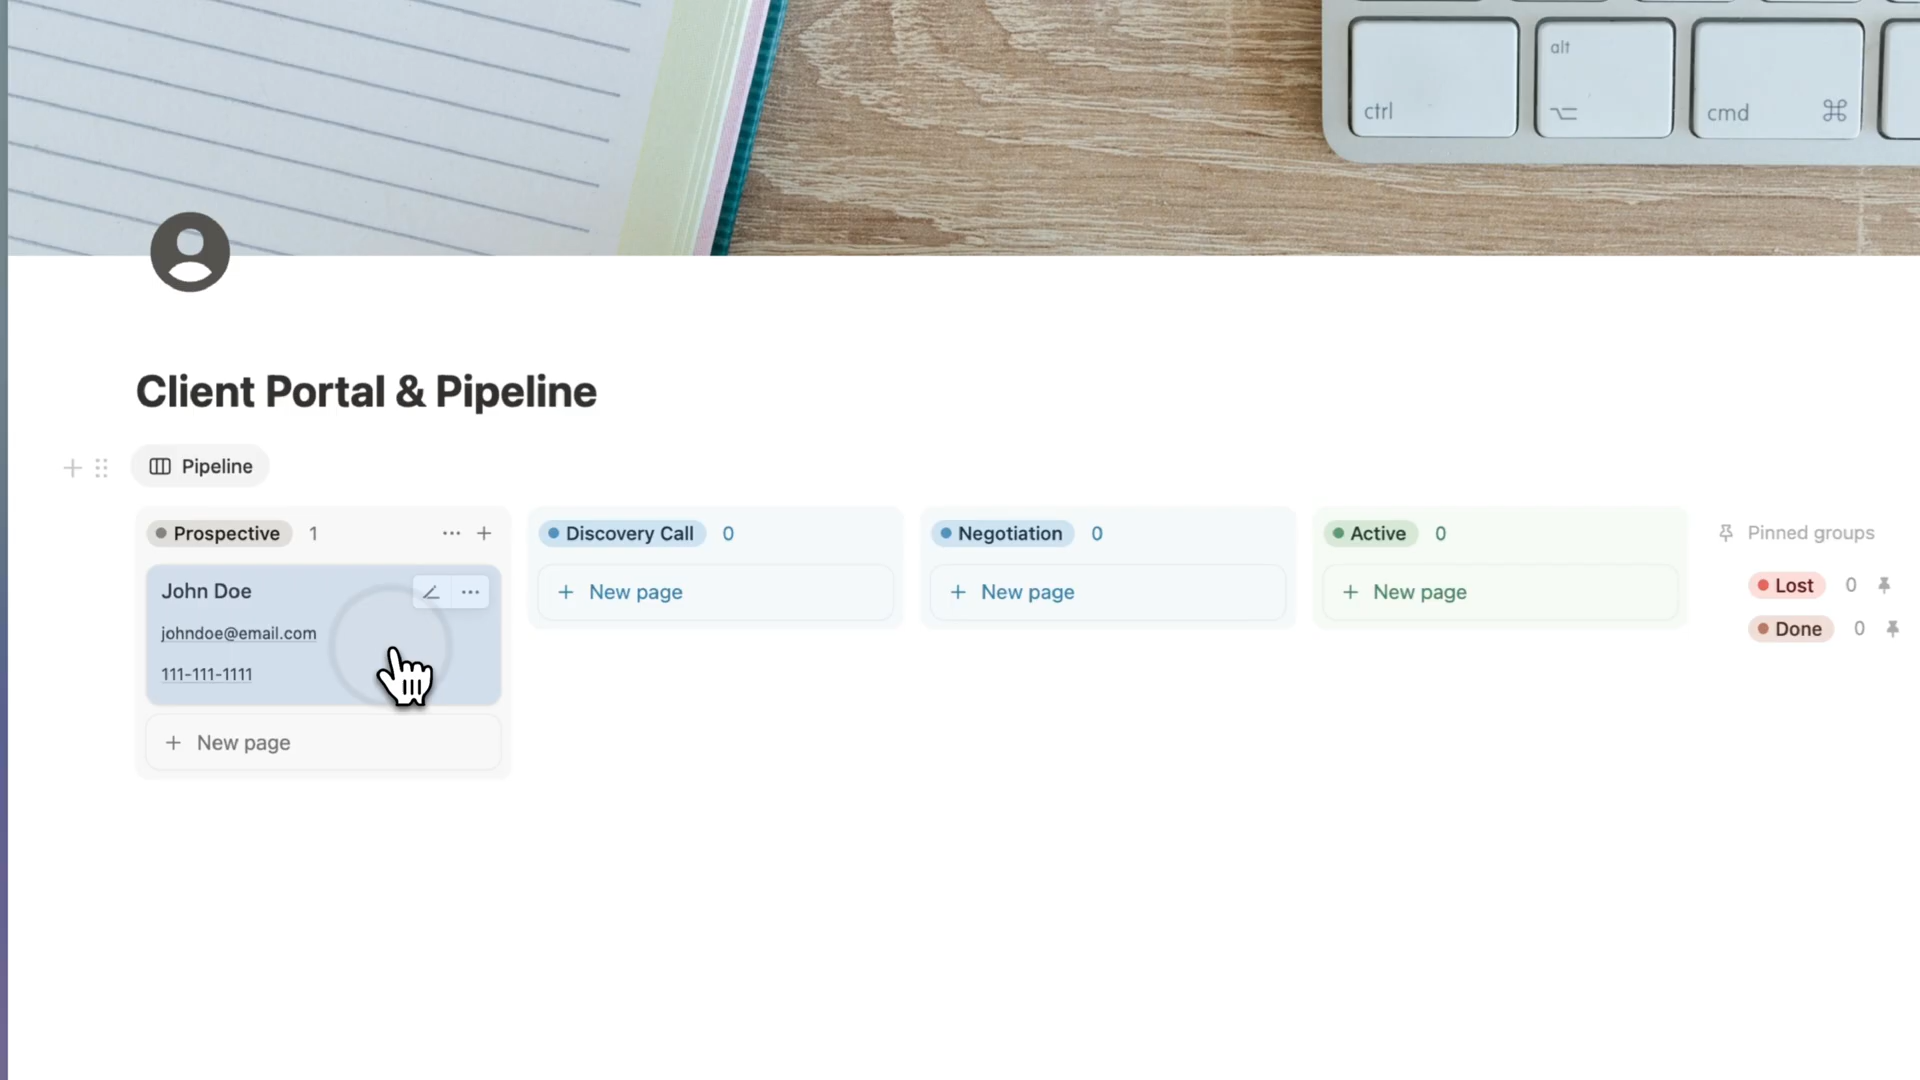 ctrl
alt
cmd ⌘
Client Portal & Pipeline
Pipeline
Prospective 1
John Doe
johndoe@email.com
111-111-1111
+ New page
Discovery Call 0
+ New page
Negotiation 0
+ New page
Active 0
+ New page
Pinned groups
Lost 0
Done 0